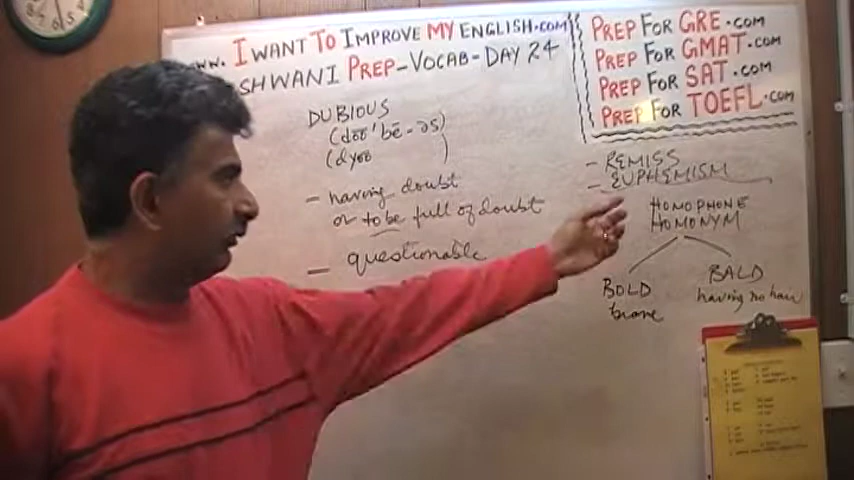 WW. I WANT TO IMPROVE MY ENGLISH.COM
SHWANI PREP-VOCAB-DAY 24
PREP FOR GRE.COM
PREP FOR GMAT.COM
PREP FOR SAT.COM
PREP FOR TOEFL.COM
DUBIOUS
(doo'bē-əs)
(dyoo )
- having doubt
or to be full of doubt
- questionable
- REMISS
- EUPHEMISM
HOMOPHONE
HOMONYM
BOLD
brave
BALD
having no hair